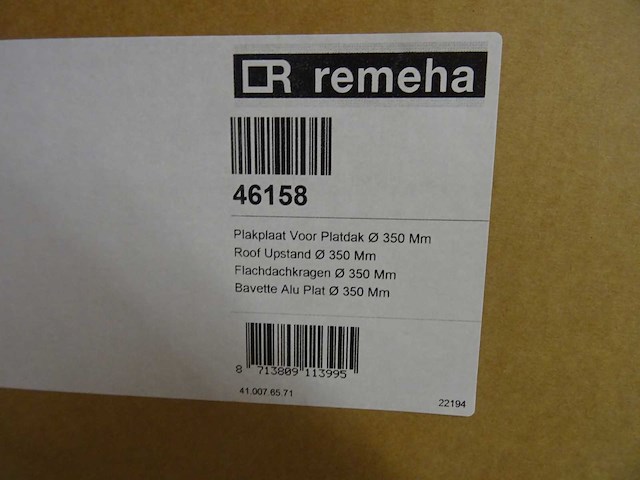 remeha
46158
Plakplaat Voor Platdak Ø 350 Mm
Roof Upstand Ø 350 Mm
Flachdachkragen Ø 350 Mm
Bavette Alu Plat Ø 350 Mm
8 713809 113995
41.007.65.71
22194